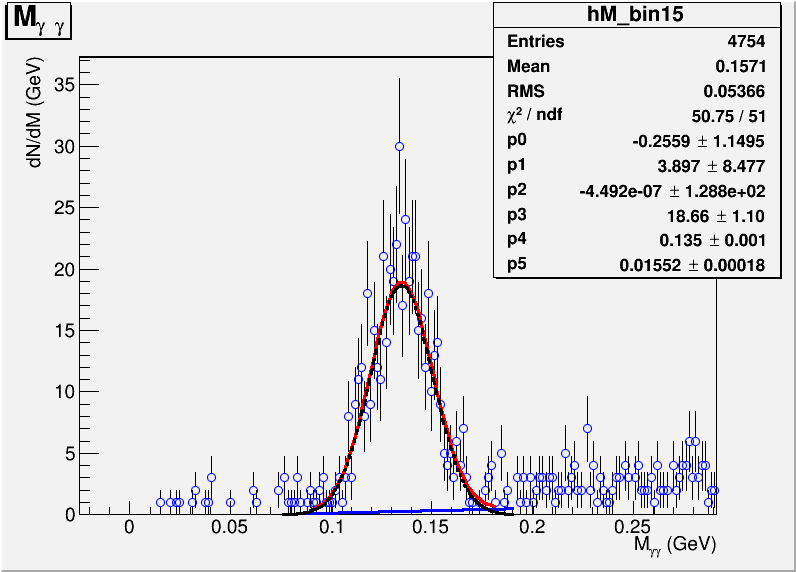 M γ γ
hM_bin15
Entries 4754
Mean 0.1571
RMS 0.05366
χ² / ndf 50.75 / 51
p0 -0.2559 ± 1.1495
p1 3.897 ± 8.477
p2 -4.492e-07 ± 1.288e+02
p3 18.66 ± 1.10
p4 0.135 ± 0.001
p5 0.01552 ± 0.00018
dN/dM (GeV)
35
30
25
20
15
10
5
0
0 0.05 0.1 0.15 0.2 0.25
Mγγ (GeV)